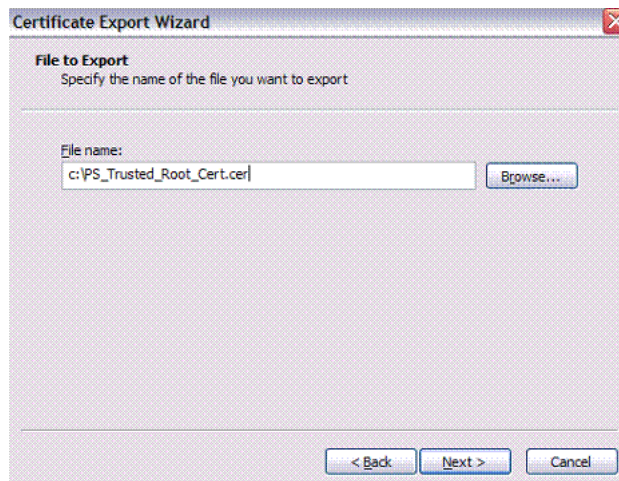 Certificate Export Wizard
File to Export
Specify the name of the file you want to export
File name:
c:\PS_Trusted_Root_Cert.cer
Browse...
< Back
Next >
Cancel